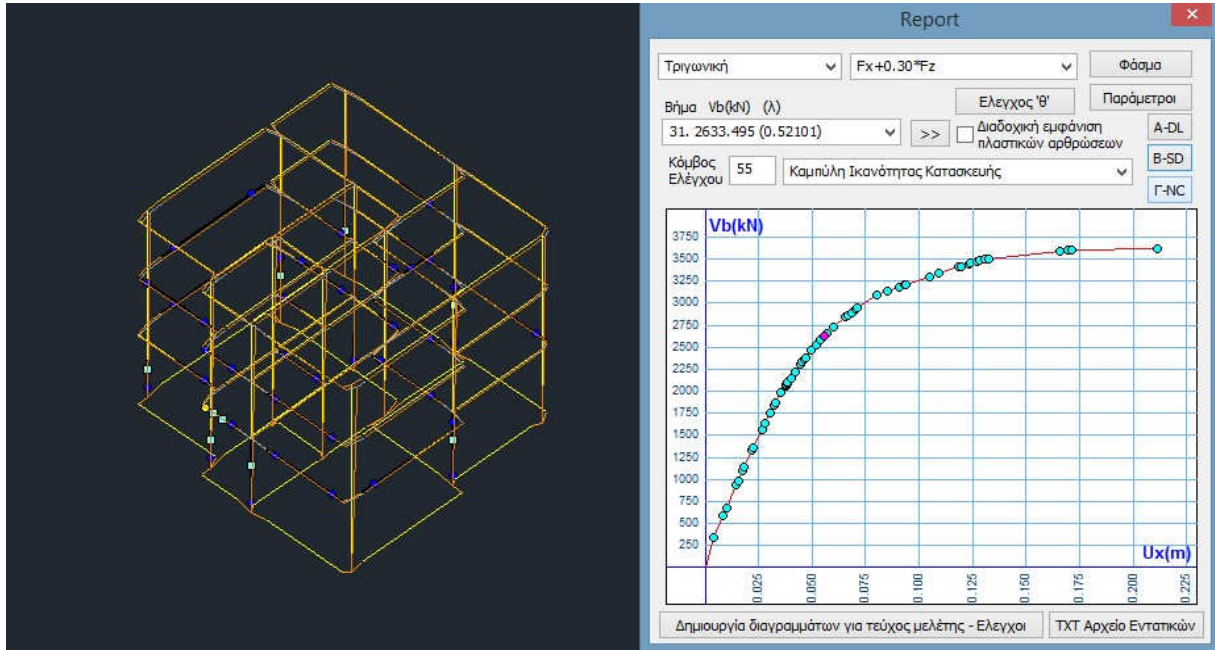 Report
Τριγωνική
Fx+0.30*Fz
Φάσμα
Βήμα Vb(kN) (λ)
Ελεγχος 'θ'
Παράμετροι
31. 2633.495 (0.52101)
>>
Διαδοχική εμφάνιση
πλαστικών αρθρώσεων
A-DL
B-SD
Γ-NC
Κόμβος
Ελέγχου
55
Καμπύλη Ικανότητας Κατασκευής
Vb(kN)
3750
3500
3250
3000
2750
2500
2250
2000
1750
1500
1250
1000
750
500
250
Ux(m)
0.025
0.050
0.075
0.100
0.125
0.150
0.175
0.200
0.225
Δημιουργία διαγραμμάτων για τεύχος μελέτης - Ελεγχοι
TXT Αρχείο Εντατικών